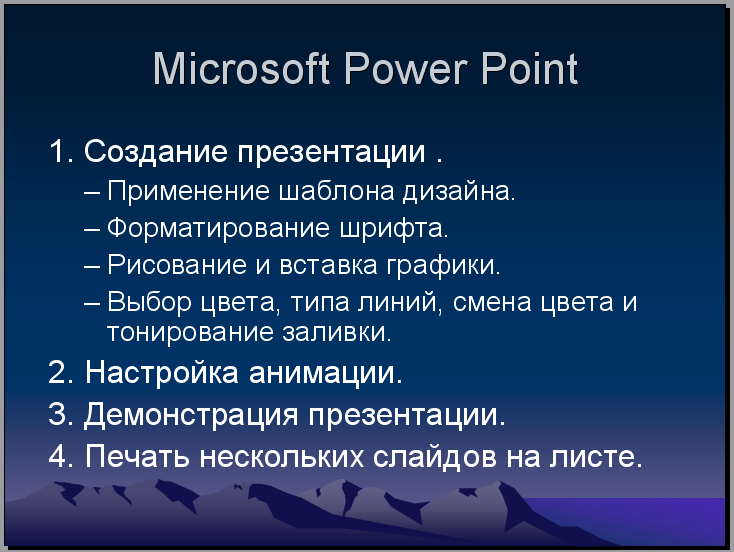 Microsoft Power Point
1. Создание презентации .
– Применение шаблона дизайна.
– Форматирование шрифта.
– Рисование и вставка графики.
– Выбор цвета, типа линий, смена цвета и
тонирование заливки.
2. Настройка анимации.
3. Демонстрация презентации.
4. Печать нескольких слайдов на листе.